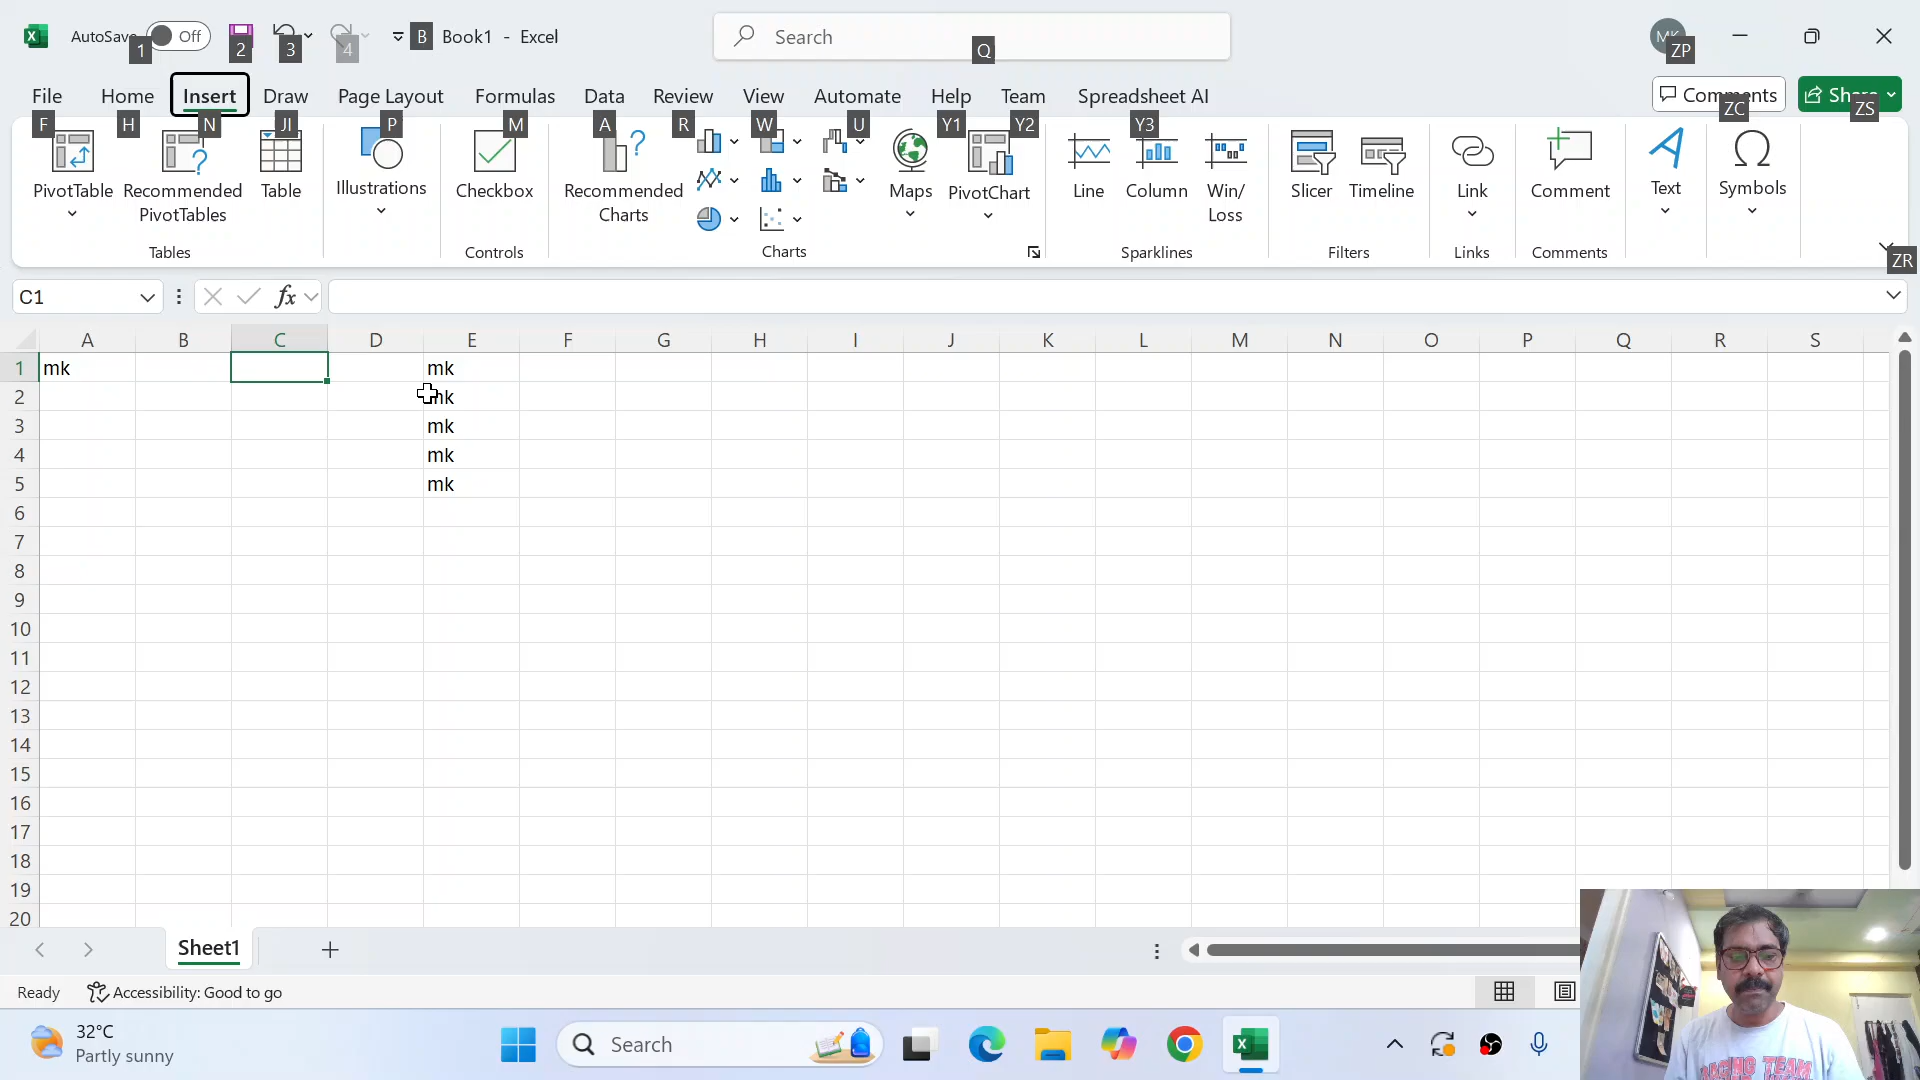 AutoSave Off Book1 - Excel Search MK
1 2 3 4 B Q ZP
File Home Insert Draw Page Layout Formulas Data Review View Automate Help Team Spreadsheet AI Comments Share
F H N JI P M A R W U Y1 Y2 Y3 ZC ZS
PivotTable Recommended PivotTables Table Illustrations Checkbox Recommended Charts Maps PivotChart Line Column Win/ Loss Slicer Timeline Link Comment Text Symbols
Tables Controls Charts Sparklines Filters Links Comments ZR
C1 fx
A B C D E F G H I J K L M N O P Q R S
1 mk mk
2 mk
3 mk
4 mk
5 mk
6
7
8
9
10
11
12
13
14
15
16
17
18
19
20
Sheet1
Ready Accessibility: Good to go
32°C
Partly sunny
Search
RACING TEAM